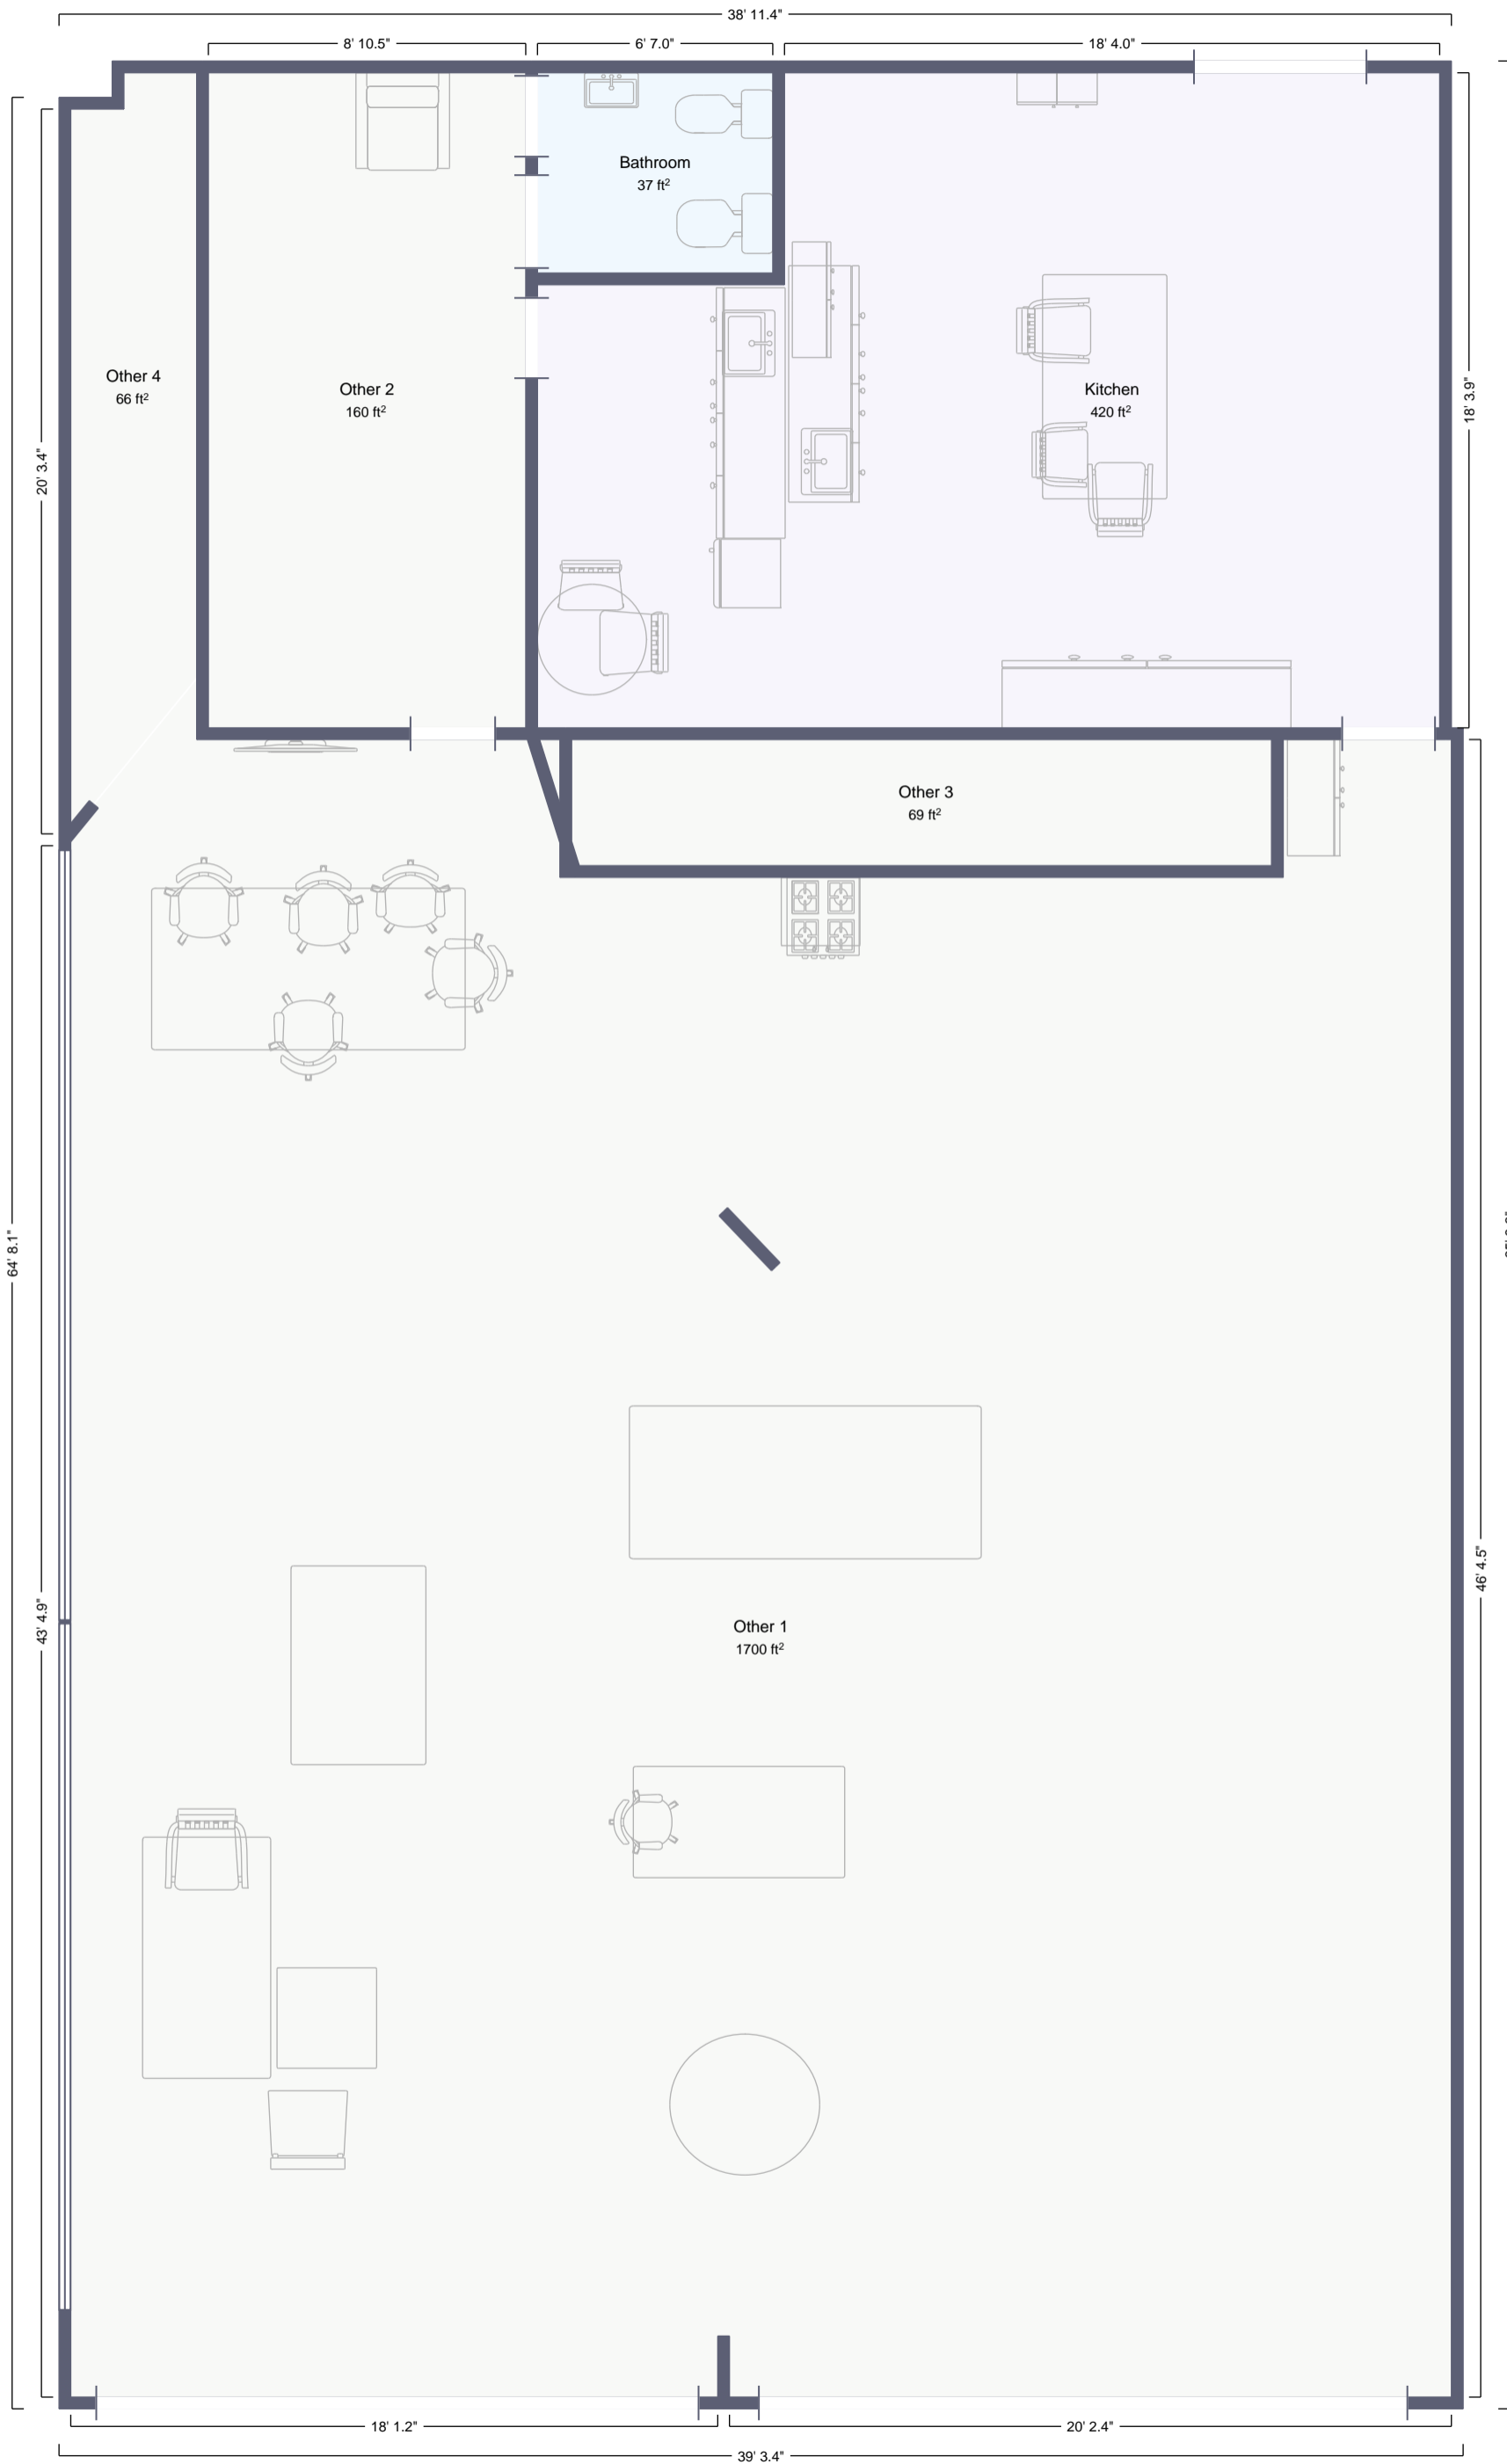 38' 11.4"
8' 10.5"
6' 7.0"
18' 4.0"
Bathroom
37 ft²
Other 4
66 ft²
Other 2
160 ft²
Kitchen
420 ft²
18' 3.9"
20' 3.4"
Other 3
69 ft²
64' 8.1"
43' 4.9"
46' 4.5"
Other 1
1700 ft²
18' 1.2"
20' 2.4"
39' 3.4"